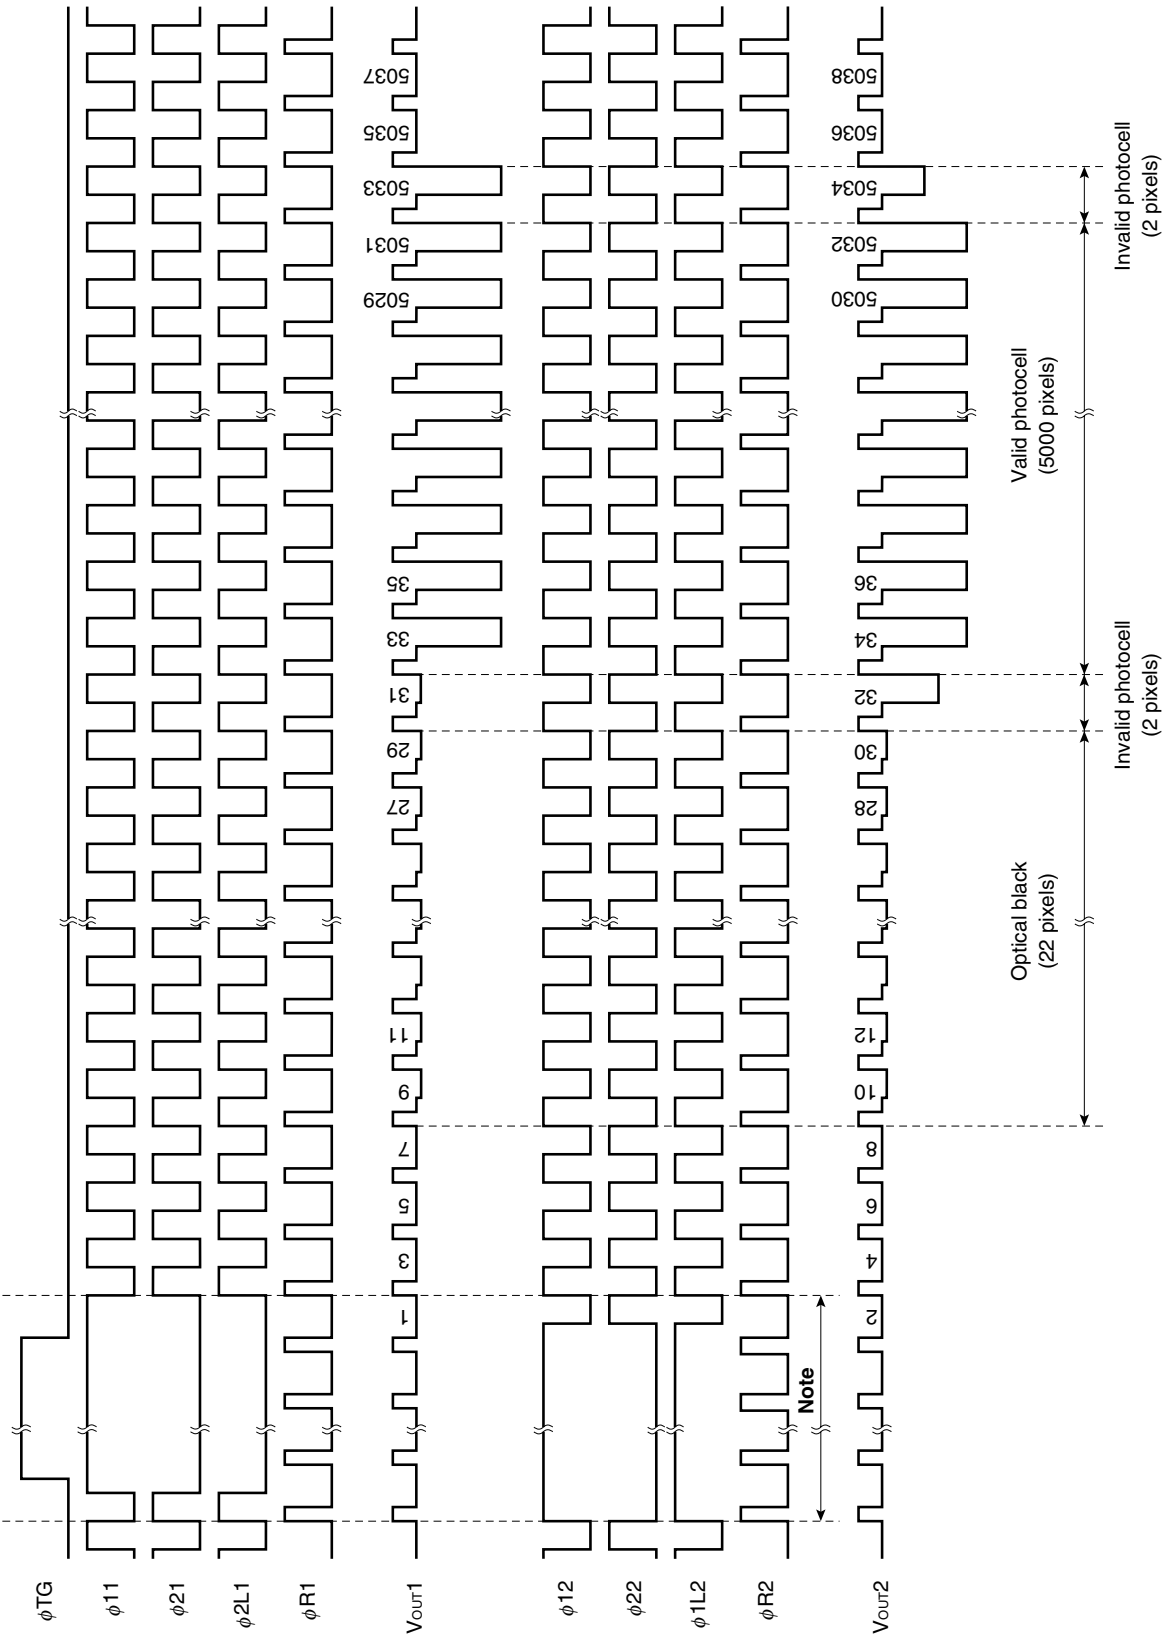 φTG
φ11
φ21
φ2L1
φR1
VOUT1
1
3
5
7
9
11
27
29
31
33
35
5029
5031
5033
5035
5037
φ12
φ22
φ1L2
φR2
Note
VOUT2
2
4
6
8
10
12
28
30
32
34
36
5030
5032
5034
5036
5038
Optical black
(22 pixels)
Invalid photocell
(2 pixels)
Valid photocell
(5000 pixels)
Invalid photocell
(2 pixels)